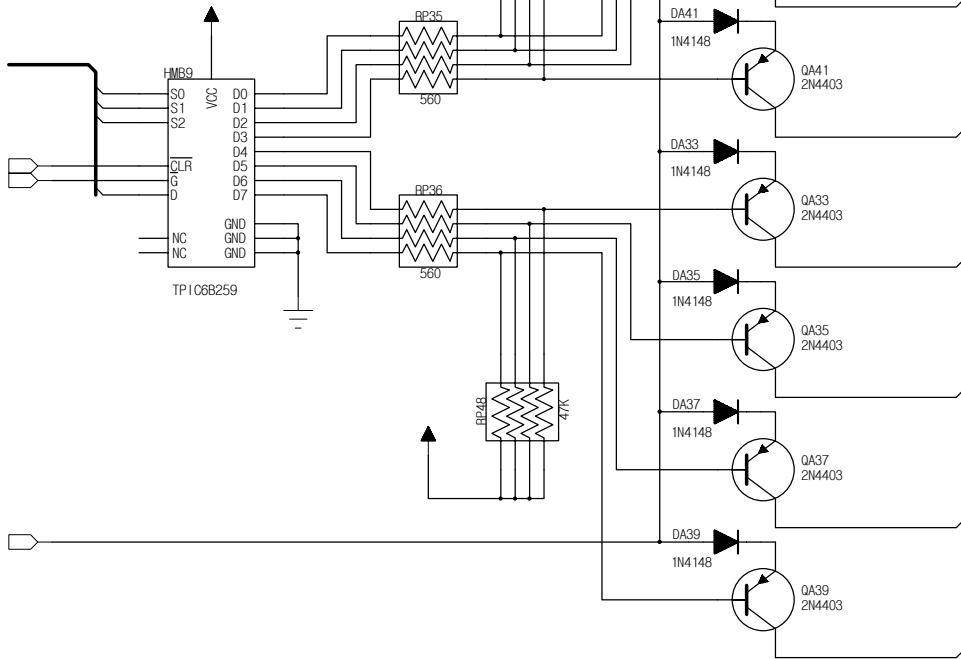 RP35
560
HMB9
VCC
S0
S1
S2
CLR
G
D
NC
NC
D0
D1
D2
D3
D4
D5
D6
D7
GND
GND
GND
TPIC6B259
RP36
560
RP48
47K
DA41
1N4148
QA41
2N4403
DA33
1N4148
QA33
2N4403
DA35
1N4148
QA35
2N4403
DA37
1N4148
QA37
2N4403
DA39
1N4148
QA39
2N4403